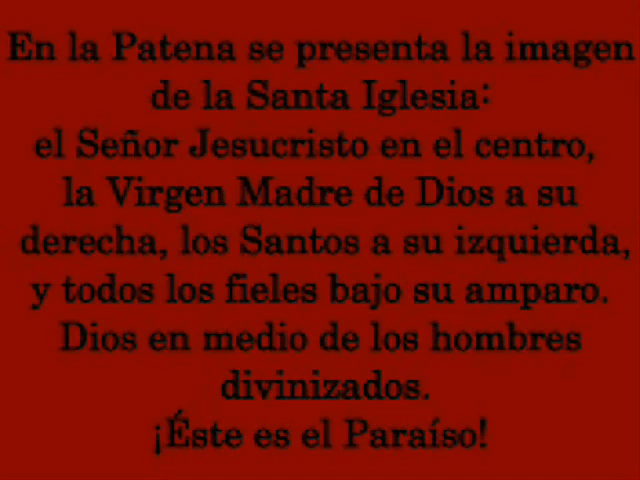 En la Patena se presenta la imagen
de la Santa Iglesia:
el Señor Jesucristo en el centro,
la Virgen Madre de Dios a su
derecha, los Santos a su izquierda,
y todos los fieles bajo su amparo.
Dios en medio de los hombres
divinizados.
¡Éste es el Paraíso!